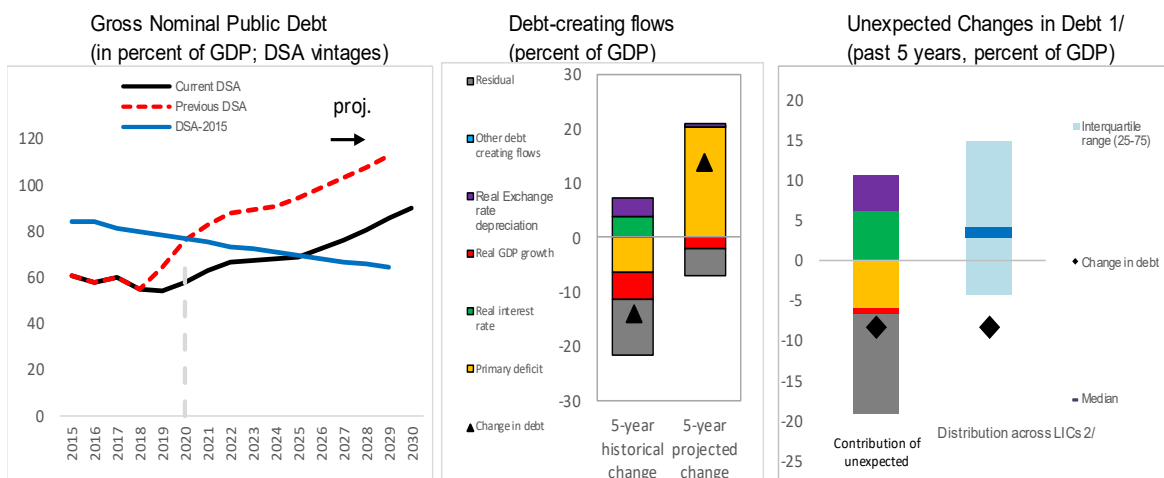 Gross Nominal Public Debt
(in percent of GDP; DSA vintages)
Current DSA
Previous DSA
DSA-2015
proj.
120
100
80
60
40
20
0
2015
2016
2017
2018
2019
2020
2021
2022
2023
2024
2025
2026
2027
2028
2029
2030
Debt-creating flows
(percent of GDP)
Residual
Other debt
creating flows
Real Exchange
rate
depreciation
Real GDP growth
Real interest
rate
Primary deficit
Change in debt
30
20
10
0
-10
-20
-30
5-year
historical
change
5-year
projected
change
Unexpected Changes in Debt 1/
(past 5 years, percent of GDP)
20
15
10
5
0
-5
-10
-15
-20
-25
Interquartile
range (25-75)
Change in debt
Median
Contribution of
unexpected
Distribution across LICs 2/